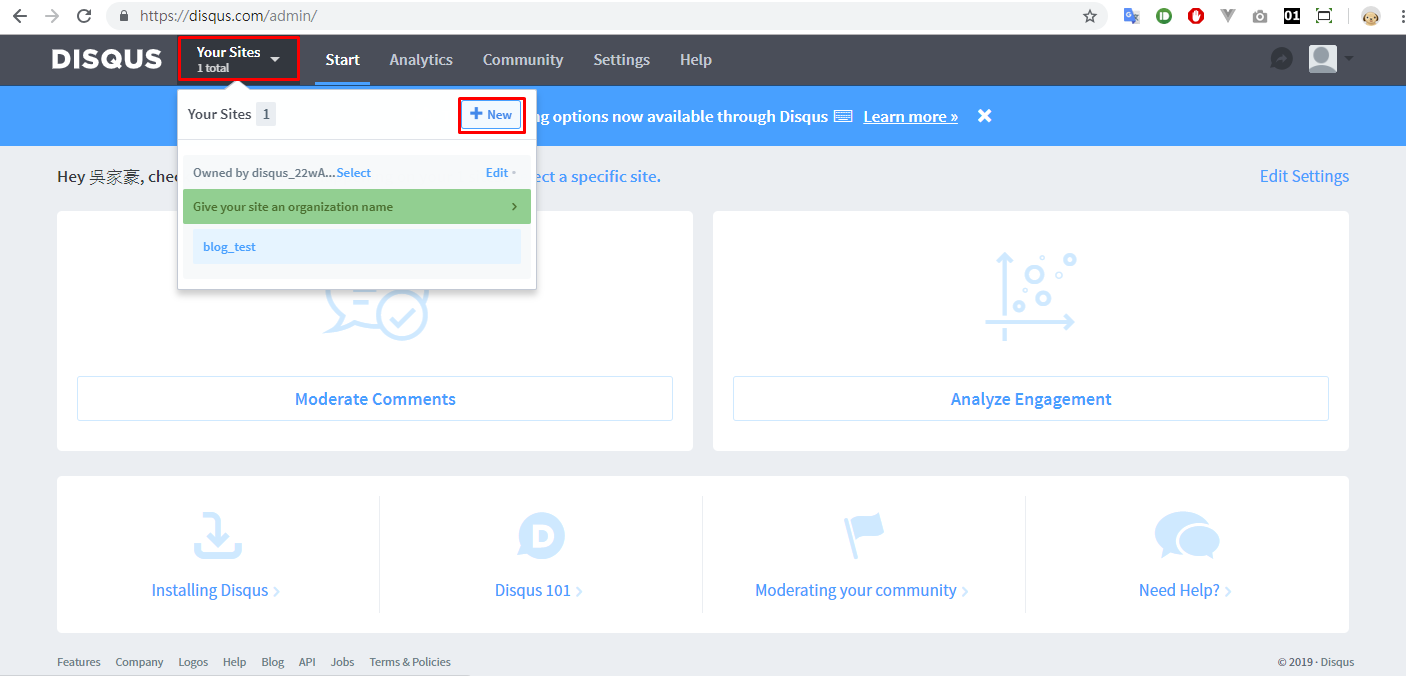 https://disqus.com/admin/
01
DISQUS
Your Sites
1 total
Start
Analytics
Community
Settings
Help
Your Sites 1
New
g options now available through Disqus
Learn more »
Owned by disqus_22wA...Select
Edit
Give your site an organization name
blog_test
Hey 吳家豪, chec
ect a specific site.
Edit Settings
Moderate Comments
Analyze Engagement
Installing Disqus
Disqus 101
Moderating your community
Need Help?
Features Company Logos Help Blog API Jobs Terms & Policies
© 2019 · Disqus